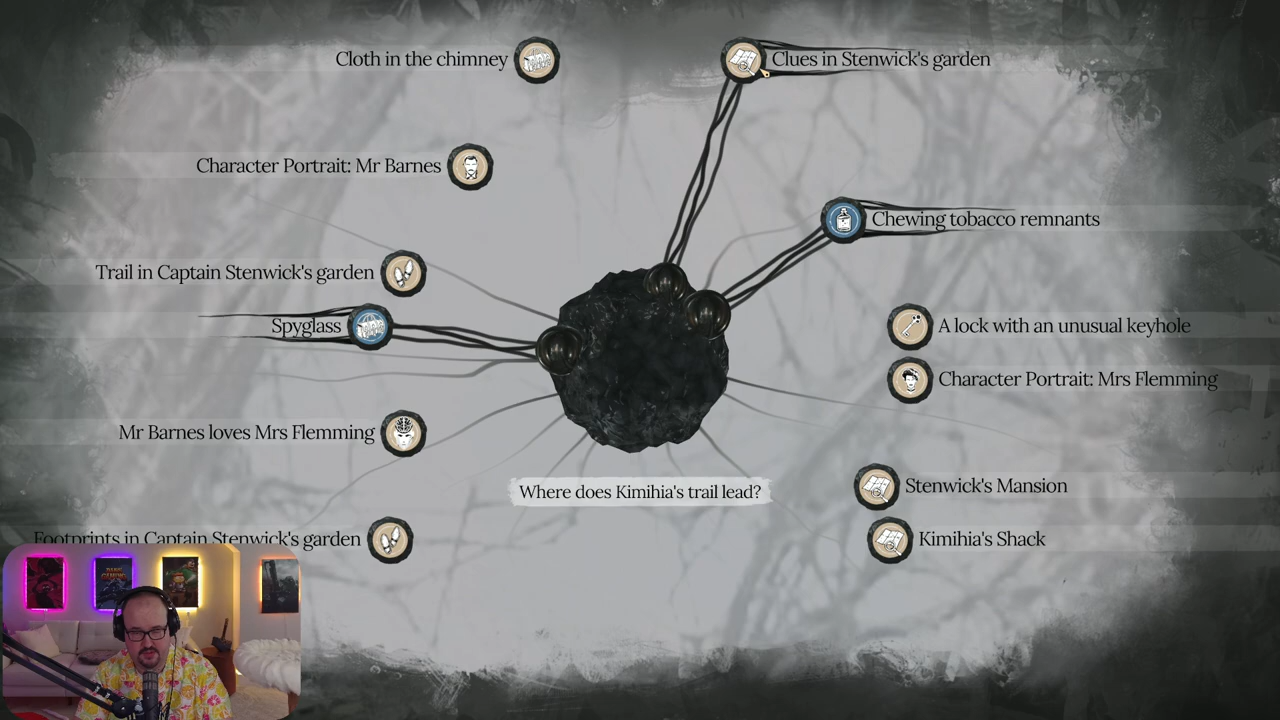 Cloth in the chimney
Clues in Stenwick's garden
Character Portrait: Mr Barnes
Chewing tobacco remnants
Trail in Captain Stenwick's garden
Spyglass
A lock with an unusual keyhole
Character Portrait: Mrs Flemming
Mr Barnes loves Mrs Flemming
Stenwick's Mansion
Where does Kimihia's trail lead?
Footprints in Captain Stenwick's garden
Kimihia's Shack